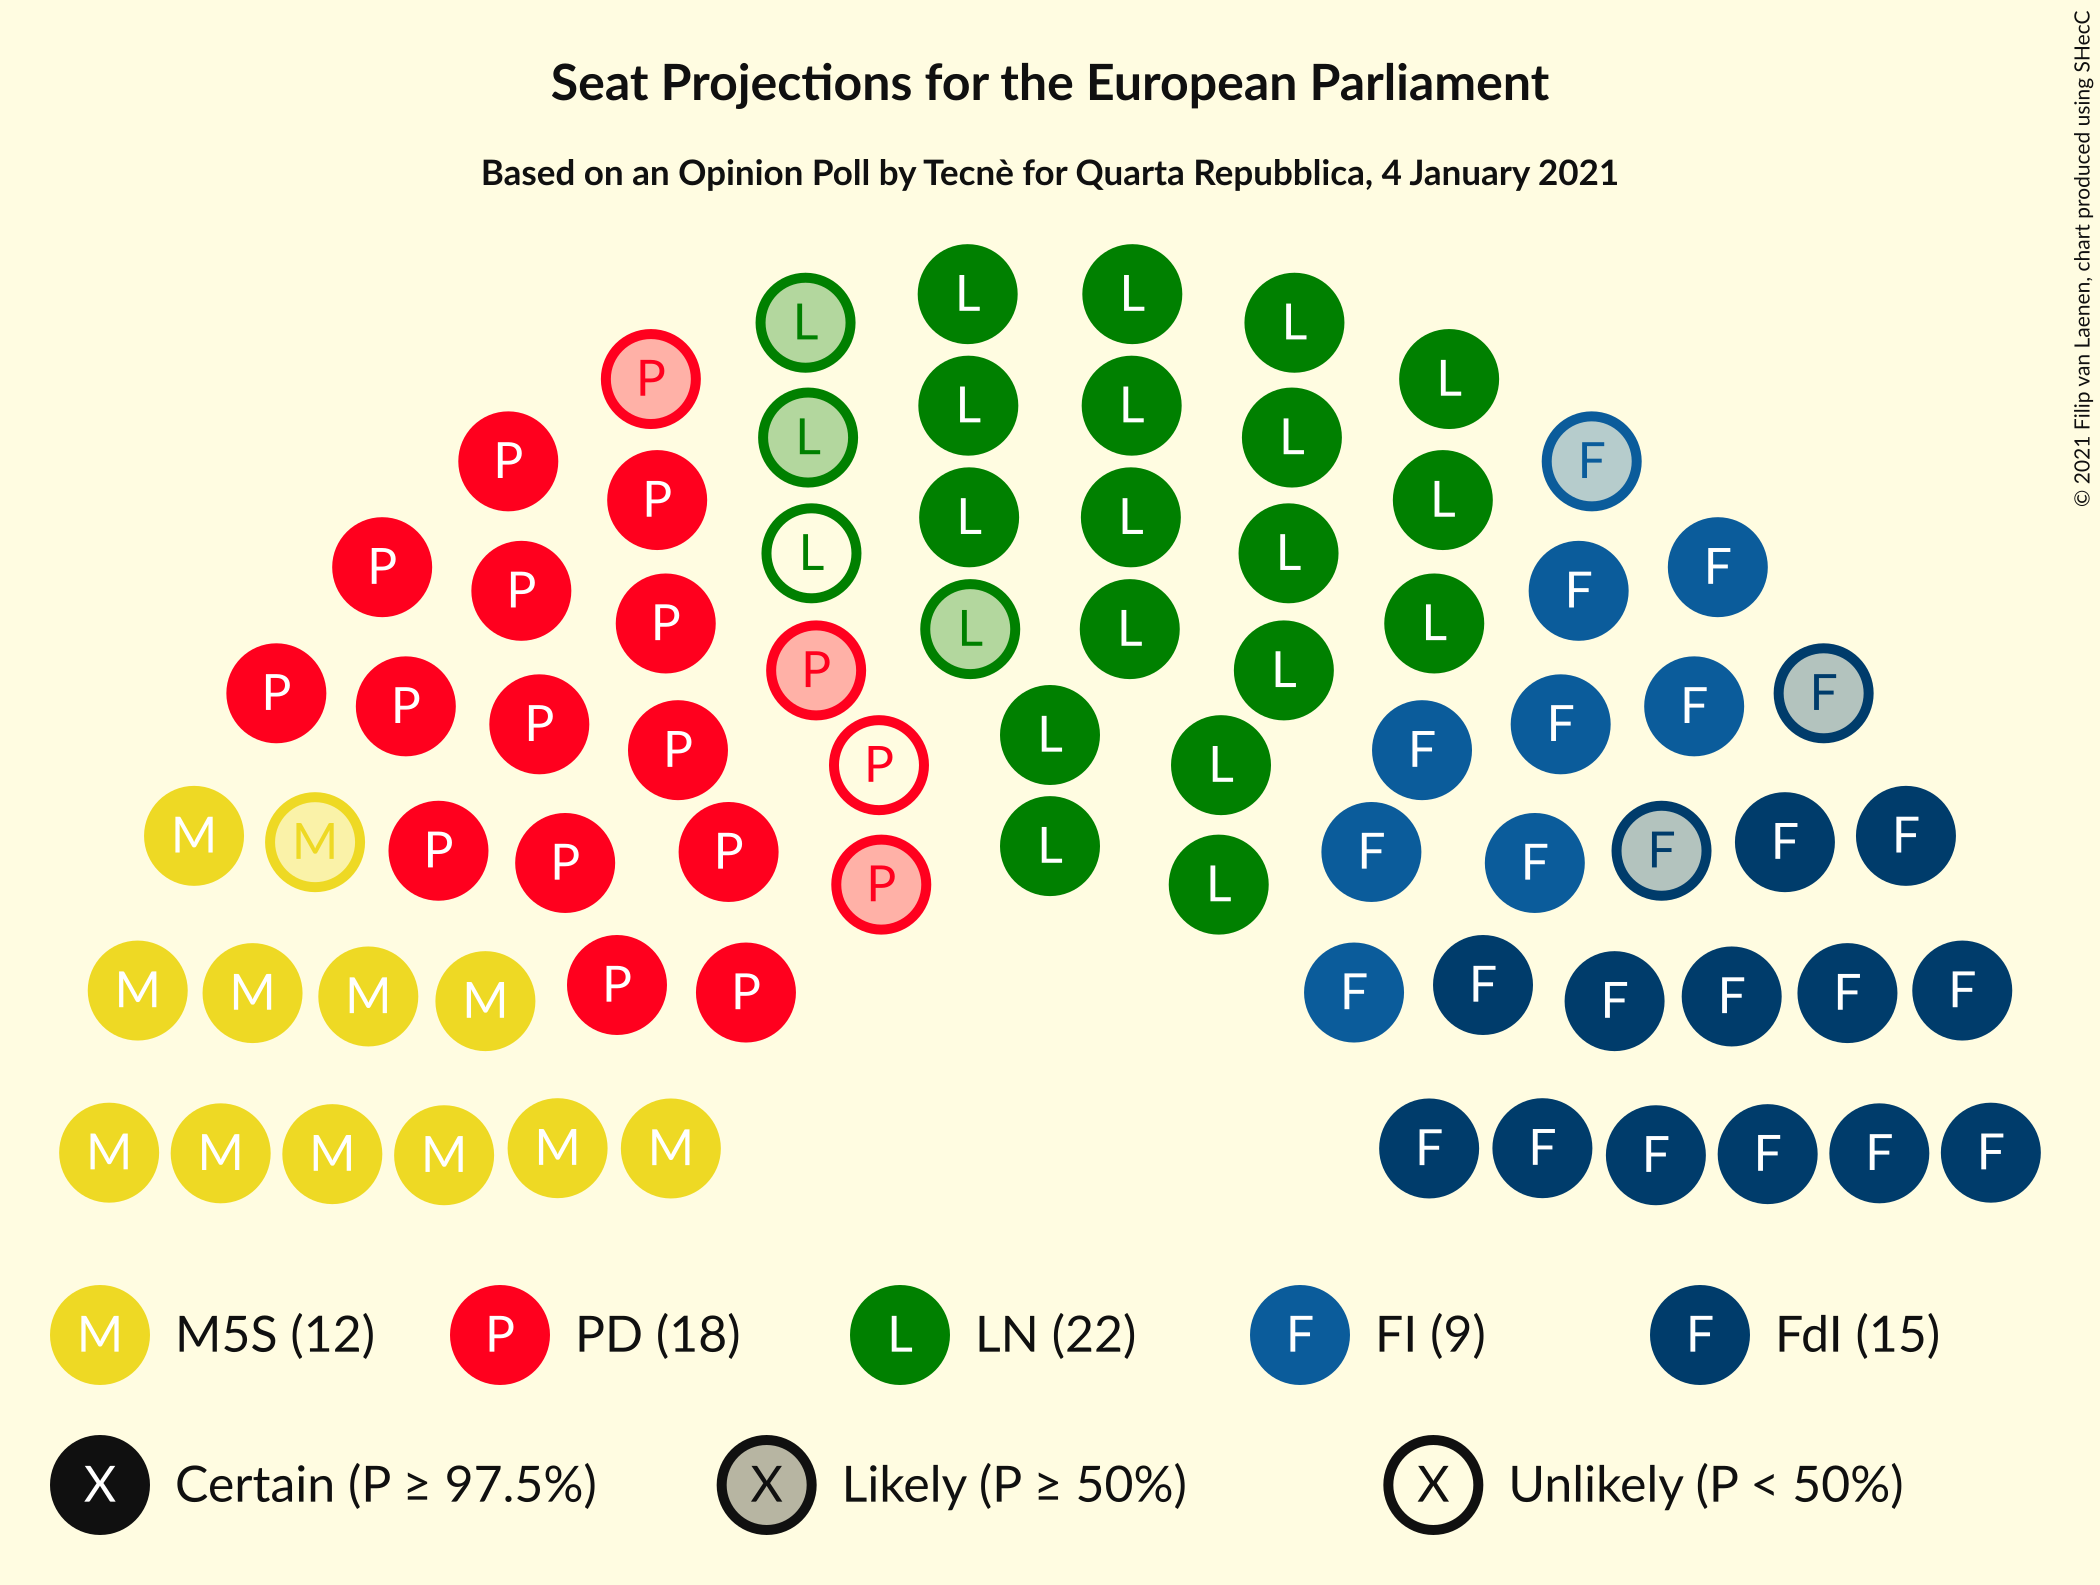 Seat Projections for the European Parliament
Based on an Opinion Poll by Tecnè for Quarta Repubblica, 4 January 2021
© 2021 Filip van Laenen, chart produced using SHecC
L L
L L
P L
L L
L L
P F
P L
P L
L L
L L
P F
P F
P L
L L
P L
P F
P P
L F
P F
P L
P F
P L
M F
M F
P F
P F
P F
L
P L
M F
M F
M F
M F
P F
P F
M M M M M M F F F F F F
M M5S (12) P PD (18) L LN (22) F FI (9) F FdI (15)
X Certain (P ≥ 97.5%) X Likely (P ≥ 50%) X Unlikely (P < 50%)